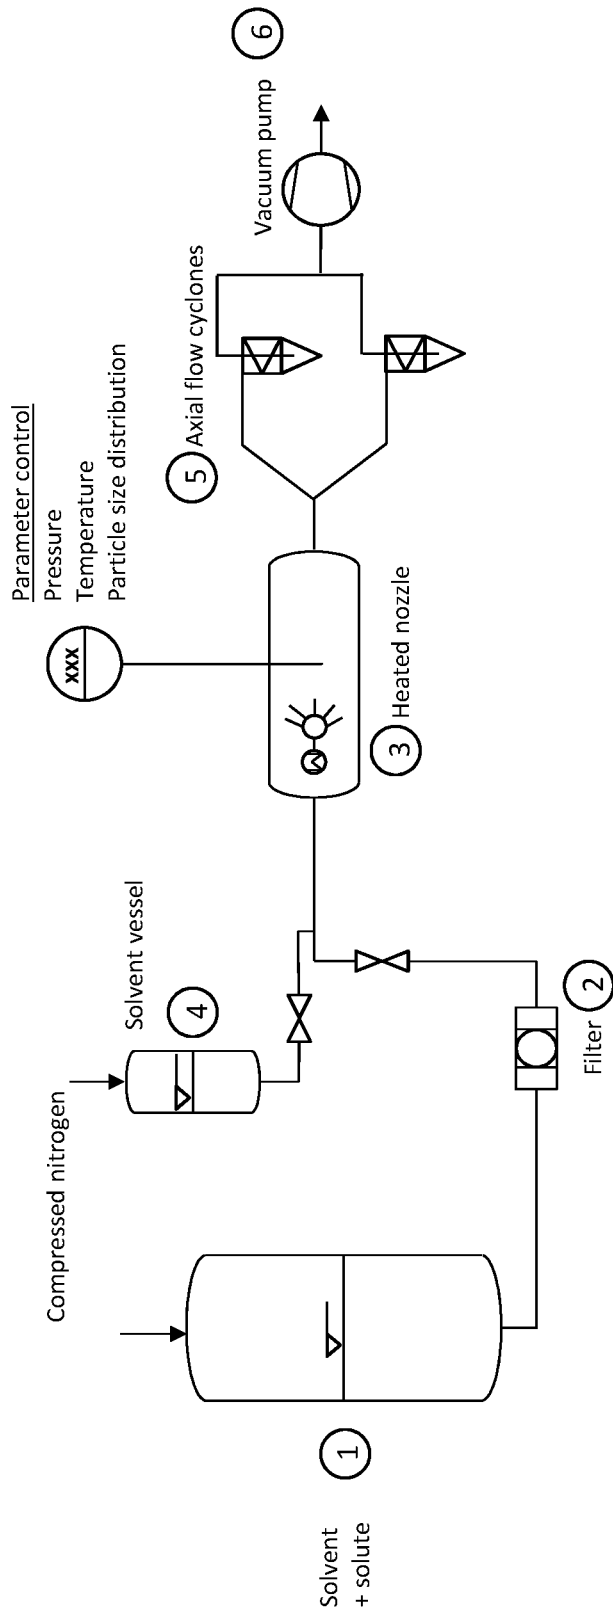 Solvent
+ solute
1
Compressed nitrogen
Solvent vessel
4
Filter
2
3
Heated nozzle
xxx
Parameter control
Pressure
Temperature
Particle size distribution
5
Axial flow cyclones
Vacuum pump
6